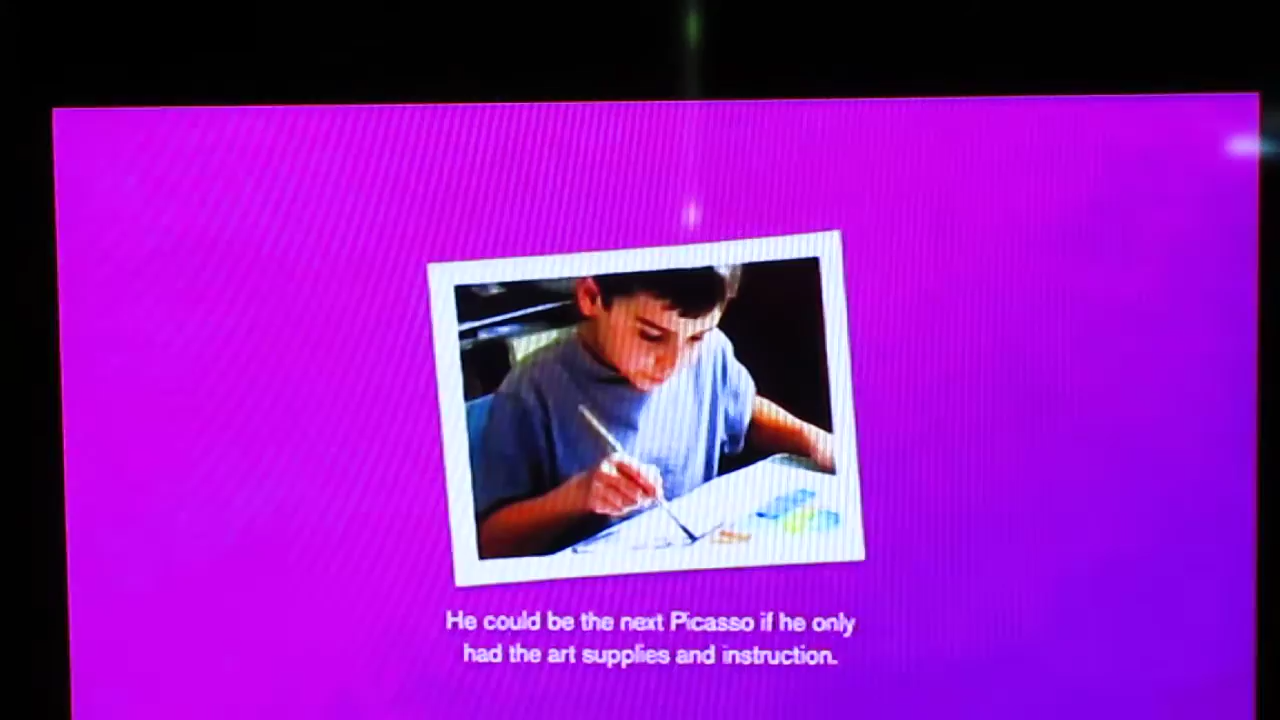 He could be the next Picasso if he only
had the art supplies and instruction.